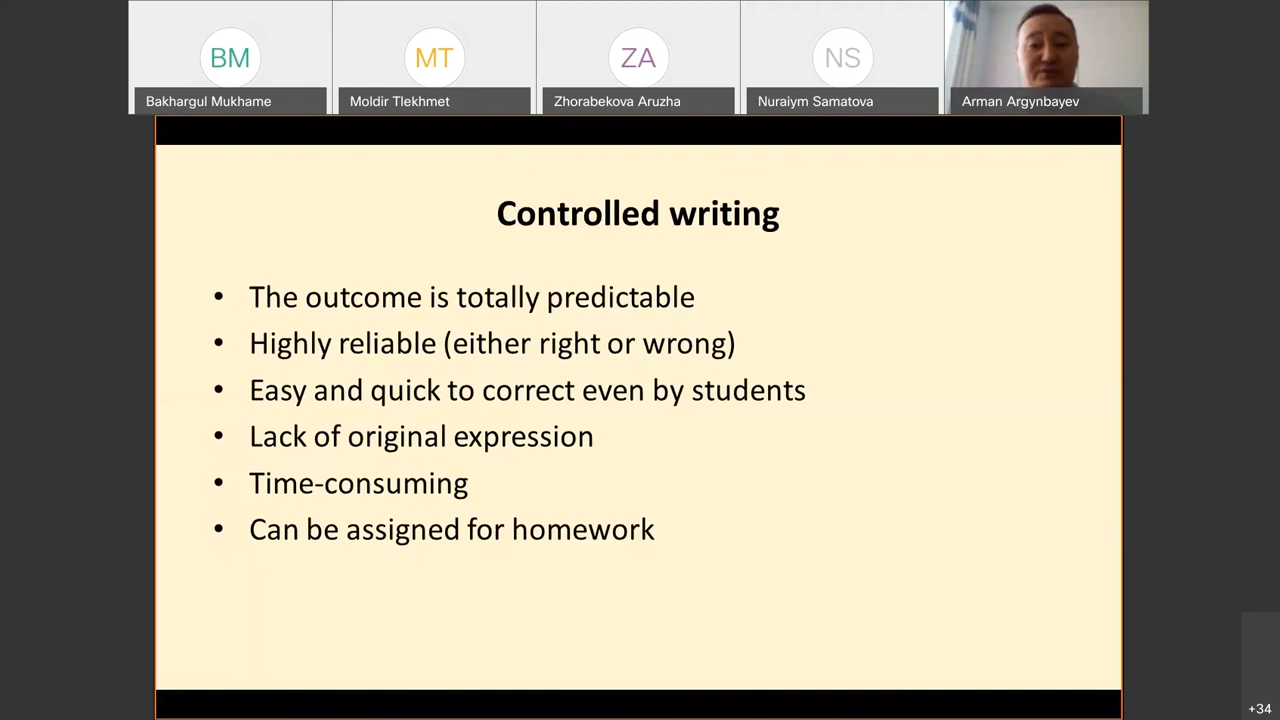 BM
MT
ZA
NS
Bakhargul Mukhame
Moldir Tlekhmet
Zhorabekova Aruzha
Nuraiym Samatova
Arman Argynbayev
Controlled writing
• The outcome is totally predictable
• Highly reliable (either right or wrong)
• Easy and quick to correct even by students
• Lack of original expression
• Time-consuming
• Can be assigned for homework
+34